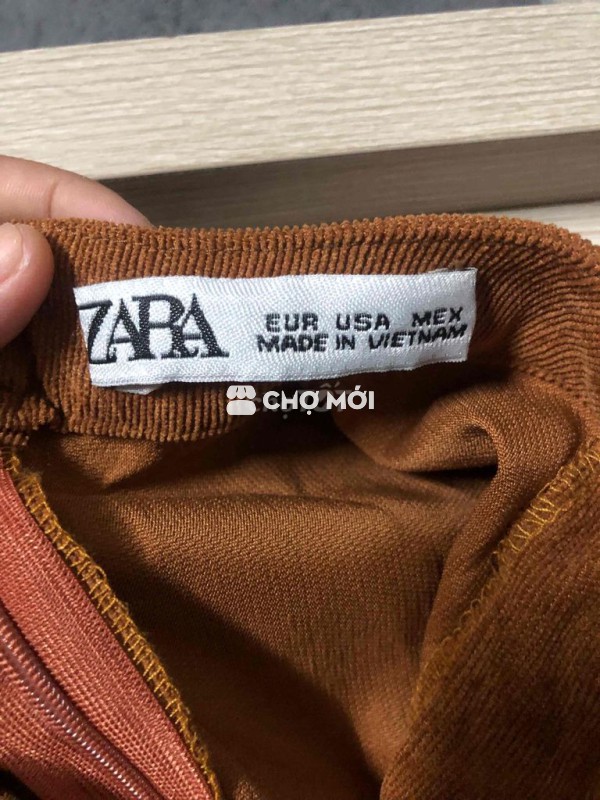 ZARA
EUR USA MEX
MADE IN VIETNAM
CHỢ MỚI